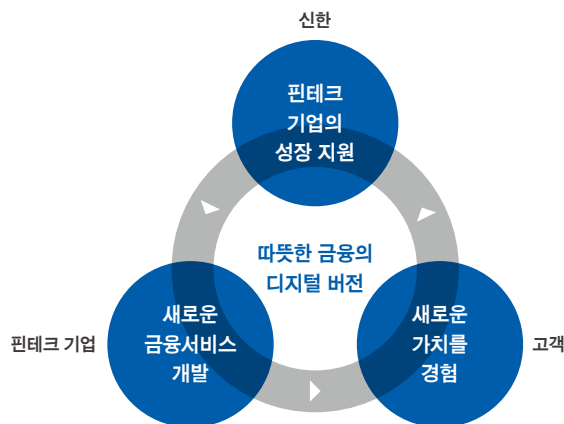 신한
핀테크
기업의
성장 지원
따뜻한 금융의
디지털 버전
핀테크 기업
새로운
금융서비스
개발
새로운
가치를
경험
고객